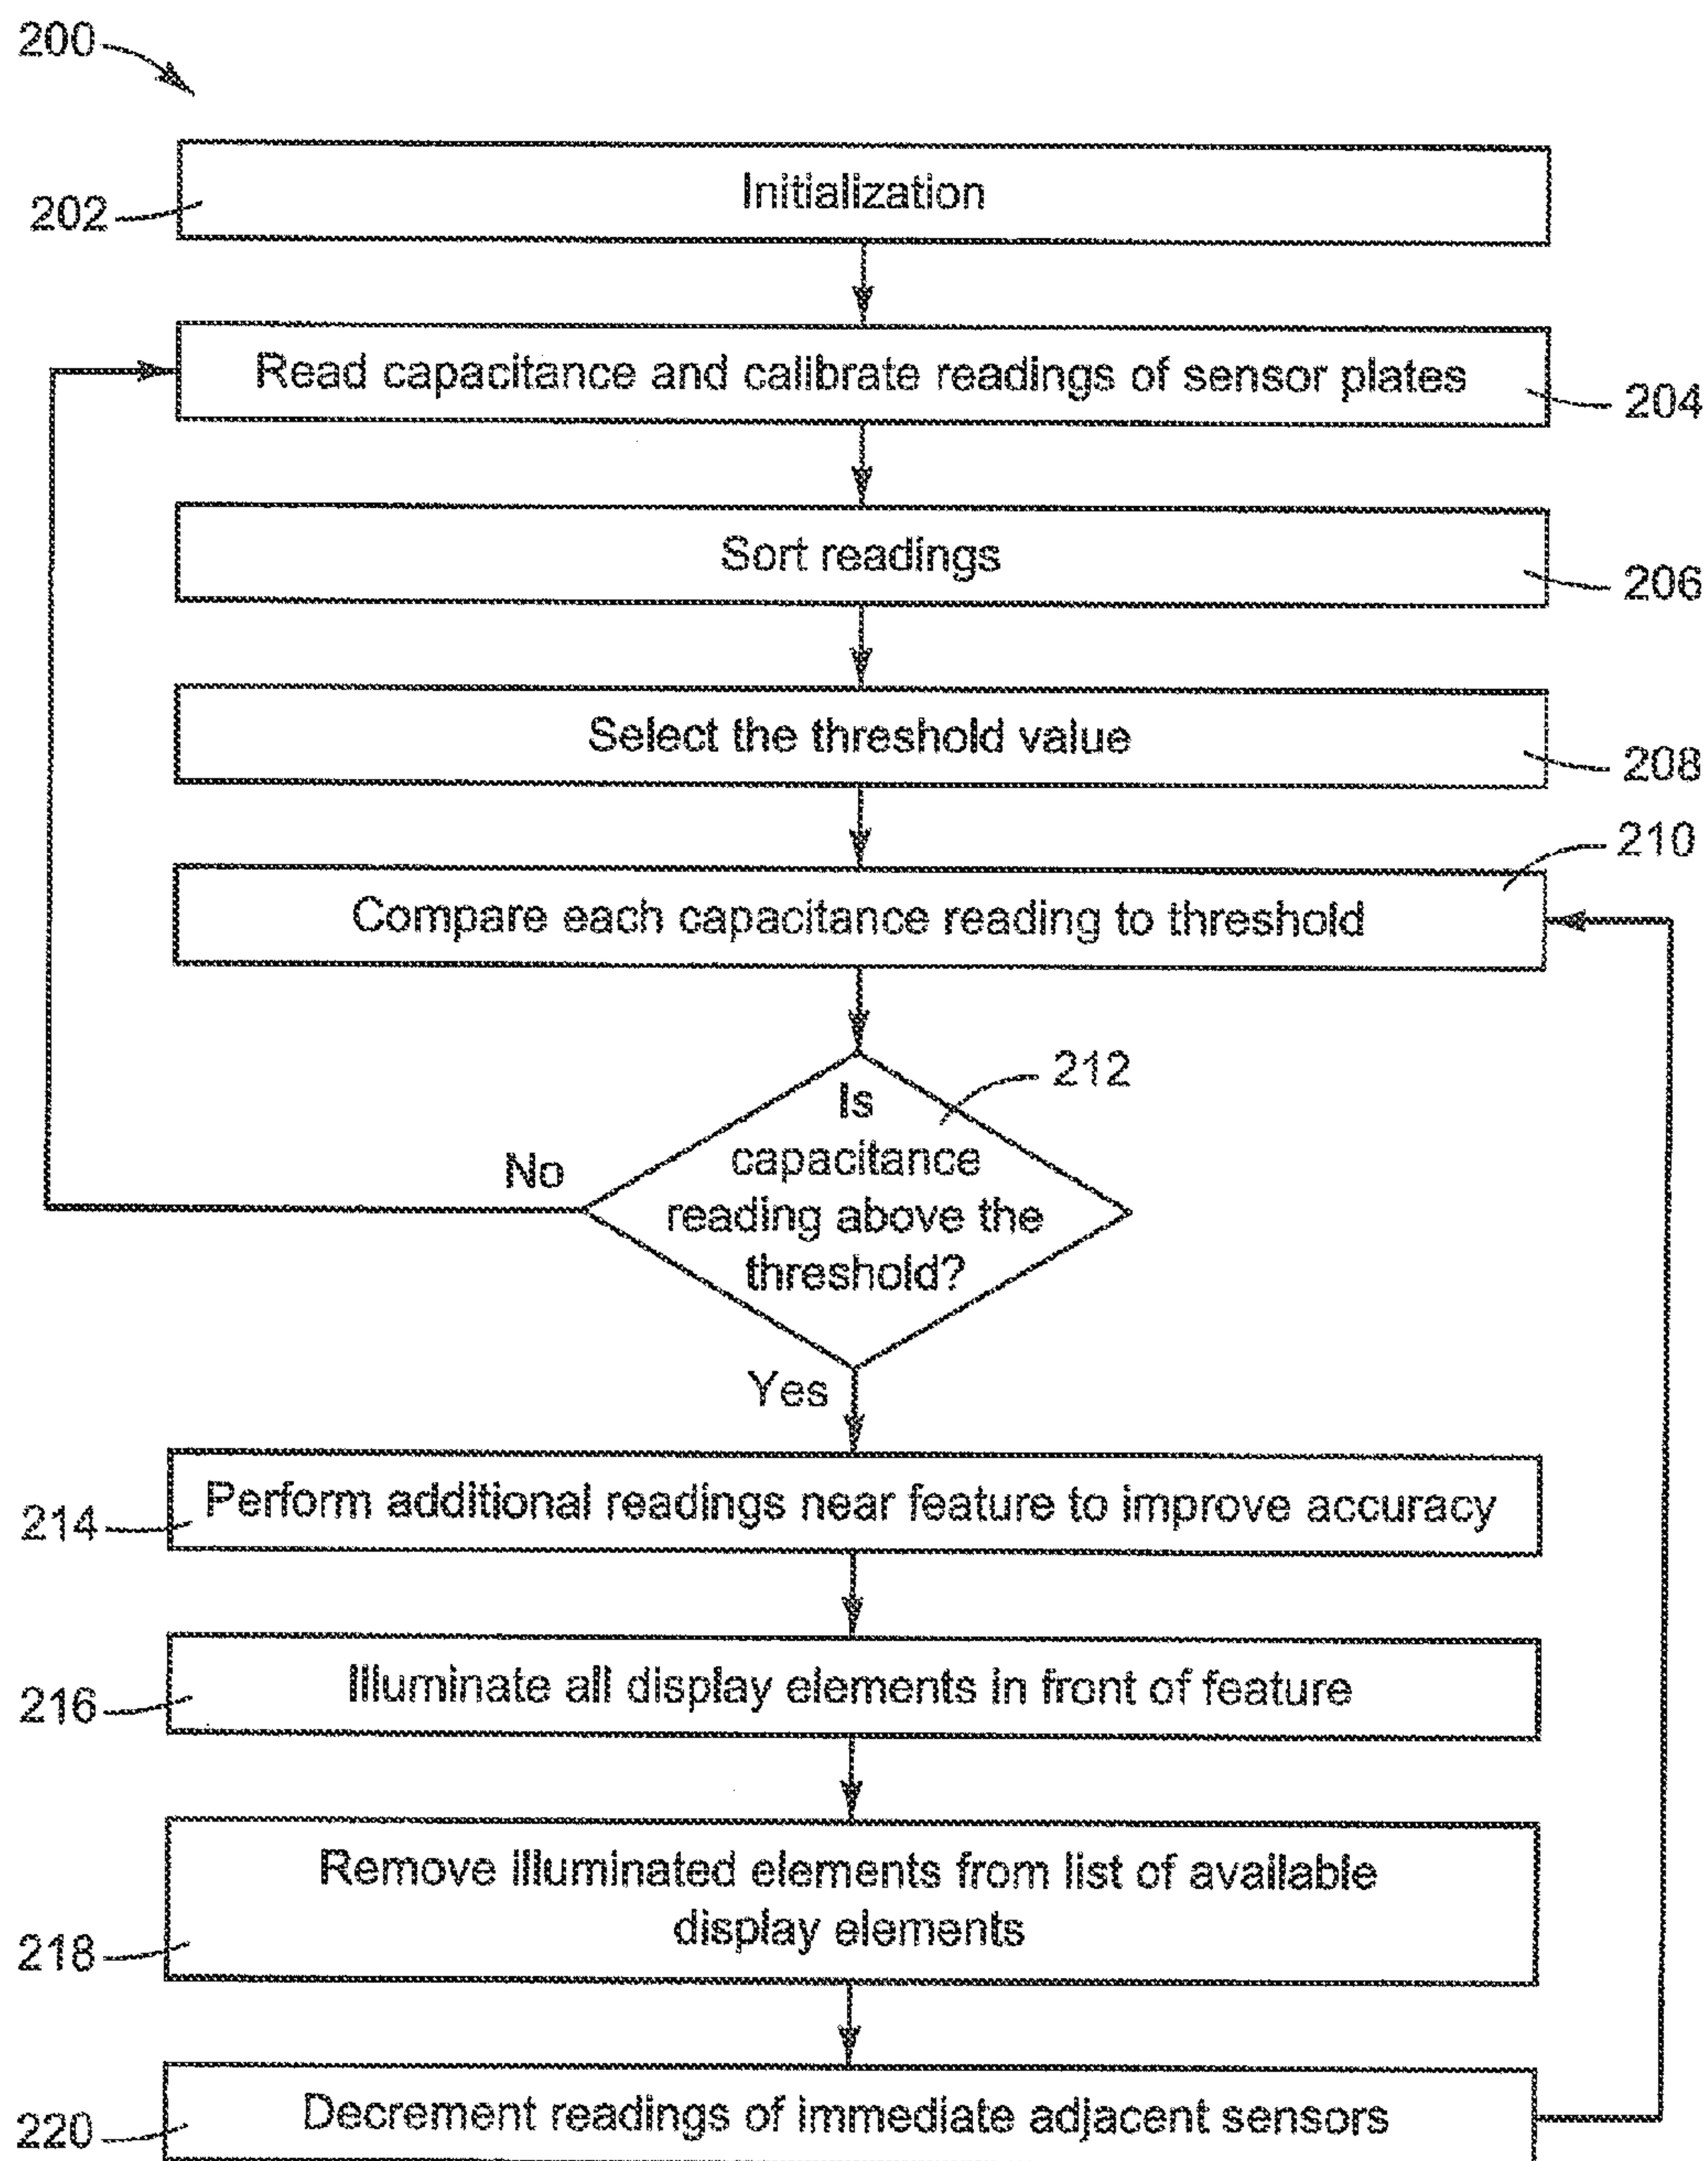 200
Initialization
202
Read capacitance and calibrate readings of sensor plates
204
Sort readings
206
Select the threshold value
208
210
Compare each capacitance reading to threshold
212
Is
capacitance
reading above the
threshold?
No
Yes
Perform additional readings near feature to improve accuracy
214
Illuminate all display elements in front of feature
216
Remove illuminated elements from list of available
display elements
218
Decrement readings of immediate adjacent sensors
220